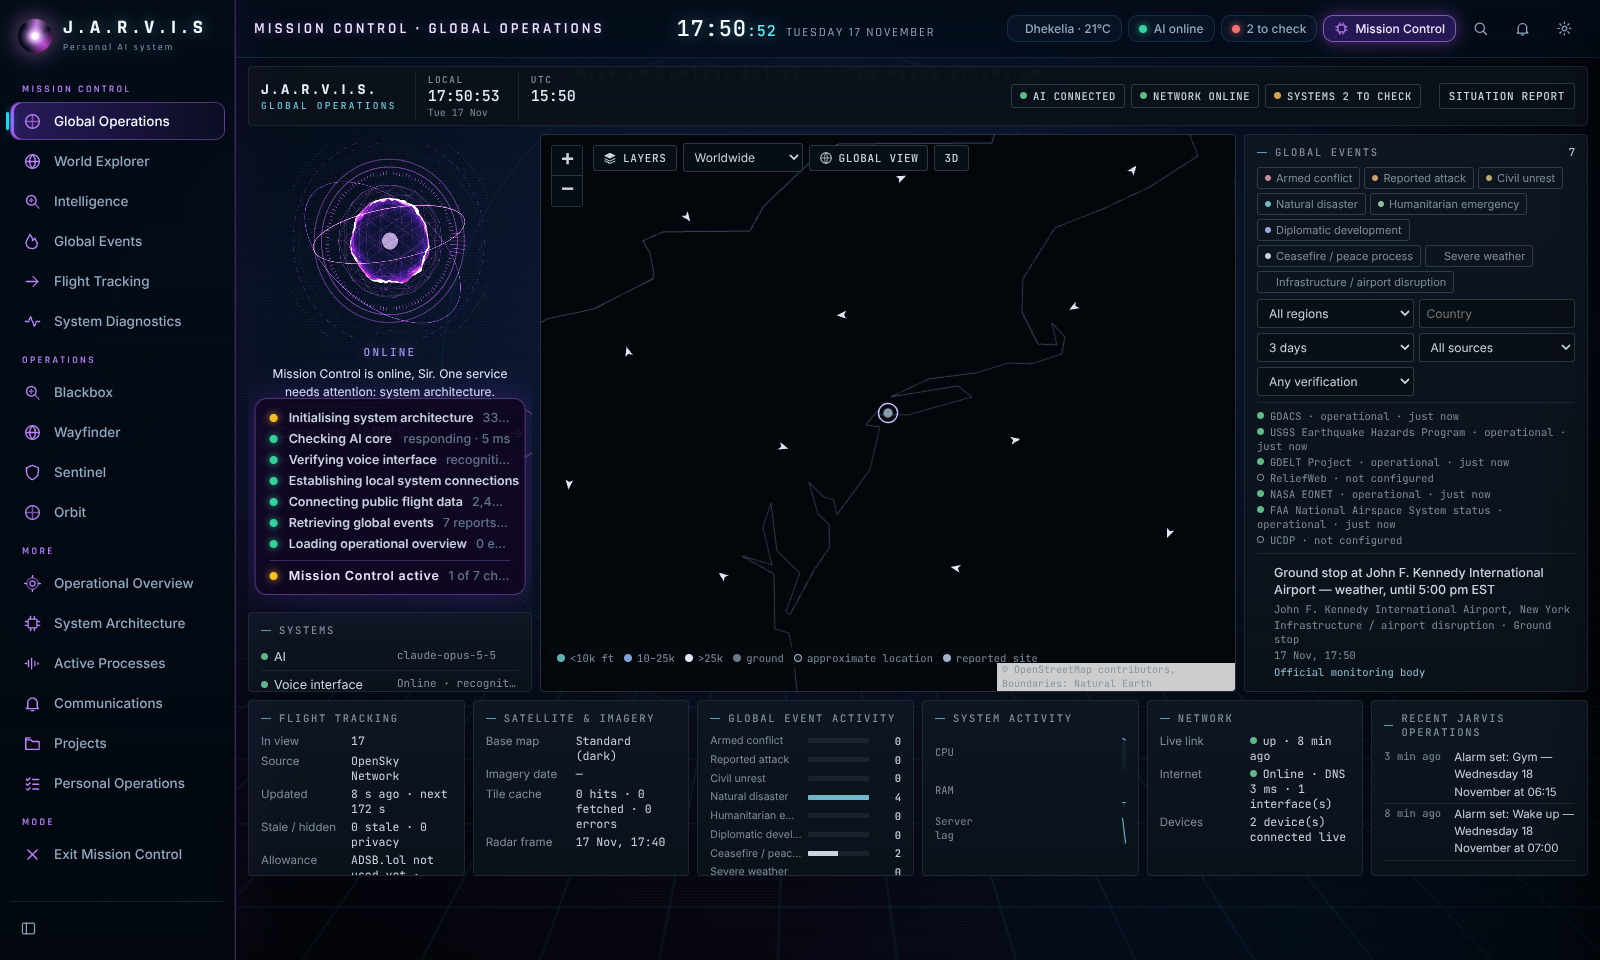 J.A.R.V.I.S
Personal AI system
MISSION CONTROL
Global Operations
World Explorer
Intelligence
Global Events
Flight Tracking
System Diagnostics
OPERATIONS
Blackbox
Wayfinder
Sentinel
Orbit
MORE
Operational Overview
System Architecture
Active Processes
Communications
Projects
Personal Operations
MODE
Exit Mission Control
MISSION CONTROL · GLOBAL OPERATIONS
17:50:52 TUESDAY 17 NOVEMBER
Dhekelia · 21°C
AI online
2 to check
Mission Control
J.A.R.V.I.S.
GLOBAL OPERATIONS
LOCAL
17:50:53
Tue 17 Nov
UTC
15:50
AI CONNECTED
NETWORK ONLINE
SYSTEMS 2 TO CHECK
SITUATION REPORT
ONLINE
Mission Control is online, Sir. One service
needs attention: system architecture.
Initialising system architecture 33...
Checking AI core responding · 5 ms
Verifying voice interface recogniti...
Establishing local system connections
Connecting public flight data 2,4...
Retrieving global events 7 reports...
Loading operational overview 0 e...
Mission Control active 1 of 7 ch...
SYSTEMS
AI claude-opus-5-5
Voice interface Online · recognit...
+
−
LAYERS
Worldwide
GLOBAL VIEW
3D
<10k ft
10–25k
>25k
ground
approximate location
reported site
© OpenStreetMap contributors,
Boundaries: Natural Earth
GLOBAL EVENTS 7
Armed conflict
Reported attack
Civil unrest
Natural disaster
Humanitarian emergency
Diplomatic development
Ceasefire / peace process
Severe weather
Infrastructure / airport disruption
All regions
Country
3 days
All sources
Any verification
GDACS · operational · just now
USGS Earthquake Hazards Program · operational ·
just now
GDELT Project · operational · just now
ReliefWeb · not configured
NASA EONET · operational · just now
FAA National Airspace System status ·
operational · just now
UCDP · not configured
Ground stop at John F. Kennedy International
Airport — weather, until 5:00 pm EST
John F. Kennedy International Airport, New York
Infrastructure / airport disruption · Ground
stop
17 Nov, 17:50
Official monitoring body
FLIGHT TRACKING
In view 17
Source OpenSky
Network
Updated 8 s ago · next
172 s
Stale / hidden 0 stale · 0
privacy
Allowance ADSB.lol not
used yet ·
SATELLITE & IMAGERY
Base map Standard
(dark)
Imagery date —
Tile cache 0 hits · 0
fetched · 0
errors
Radar frame 17 Nov, 17:40
GLOBAL EVENT ACTIVITY
Armed conflict 0
Reported attack 0
Civil unrest 0
Natural disaster 4
Humanitarian e... 0
Diplomatic devel... 0
Ceasefire / peac... 2
Severe weather 0
SYSTEM ACTIVITY
CPU
RAM
Server
lag
NETWORK
Live link up · 8 min
ago
Internet Online · DNS
3 ms · 1
interface(s)
Devices 2 device(s)
connected live
RECENT JARVIS
OPERATIONS
3 min ago Alarm set: Gym —
Wednesday 18
November at 06:15
8 min ago Alarm set: Wake up —
Wednesday 18
November at 07:00